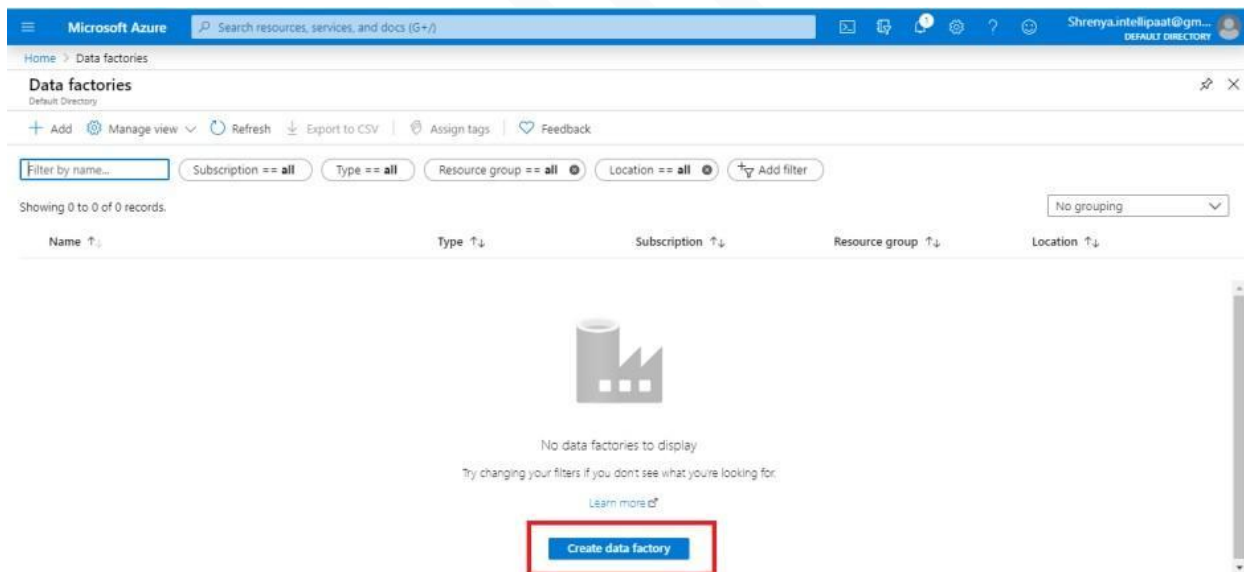 Microsoft Azure
Search resources, services, and docs (G+/)
1
Shrenya.intellipaat@gm...
DEFAULT DIRECTORY
Home > Data factories
Data factories
Default Directory
Add Manage view Refresh Export to CSV Assign tags Feedback
Filter by name... Subscription == all Type == all Resource group == all Location == all Add filter
Showing 0 to 0 of 0 records.
No grouping
Name Type Subscription Resource group Location
No data factories to display
Try changing your filters if you don't see what you're looking for.
Learn more
Create data factory